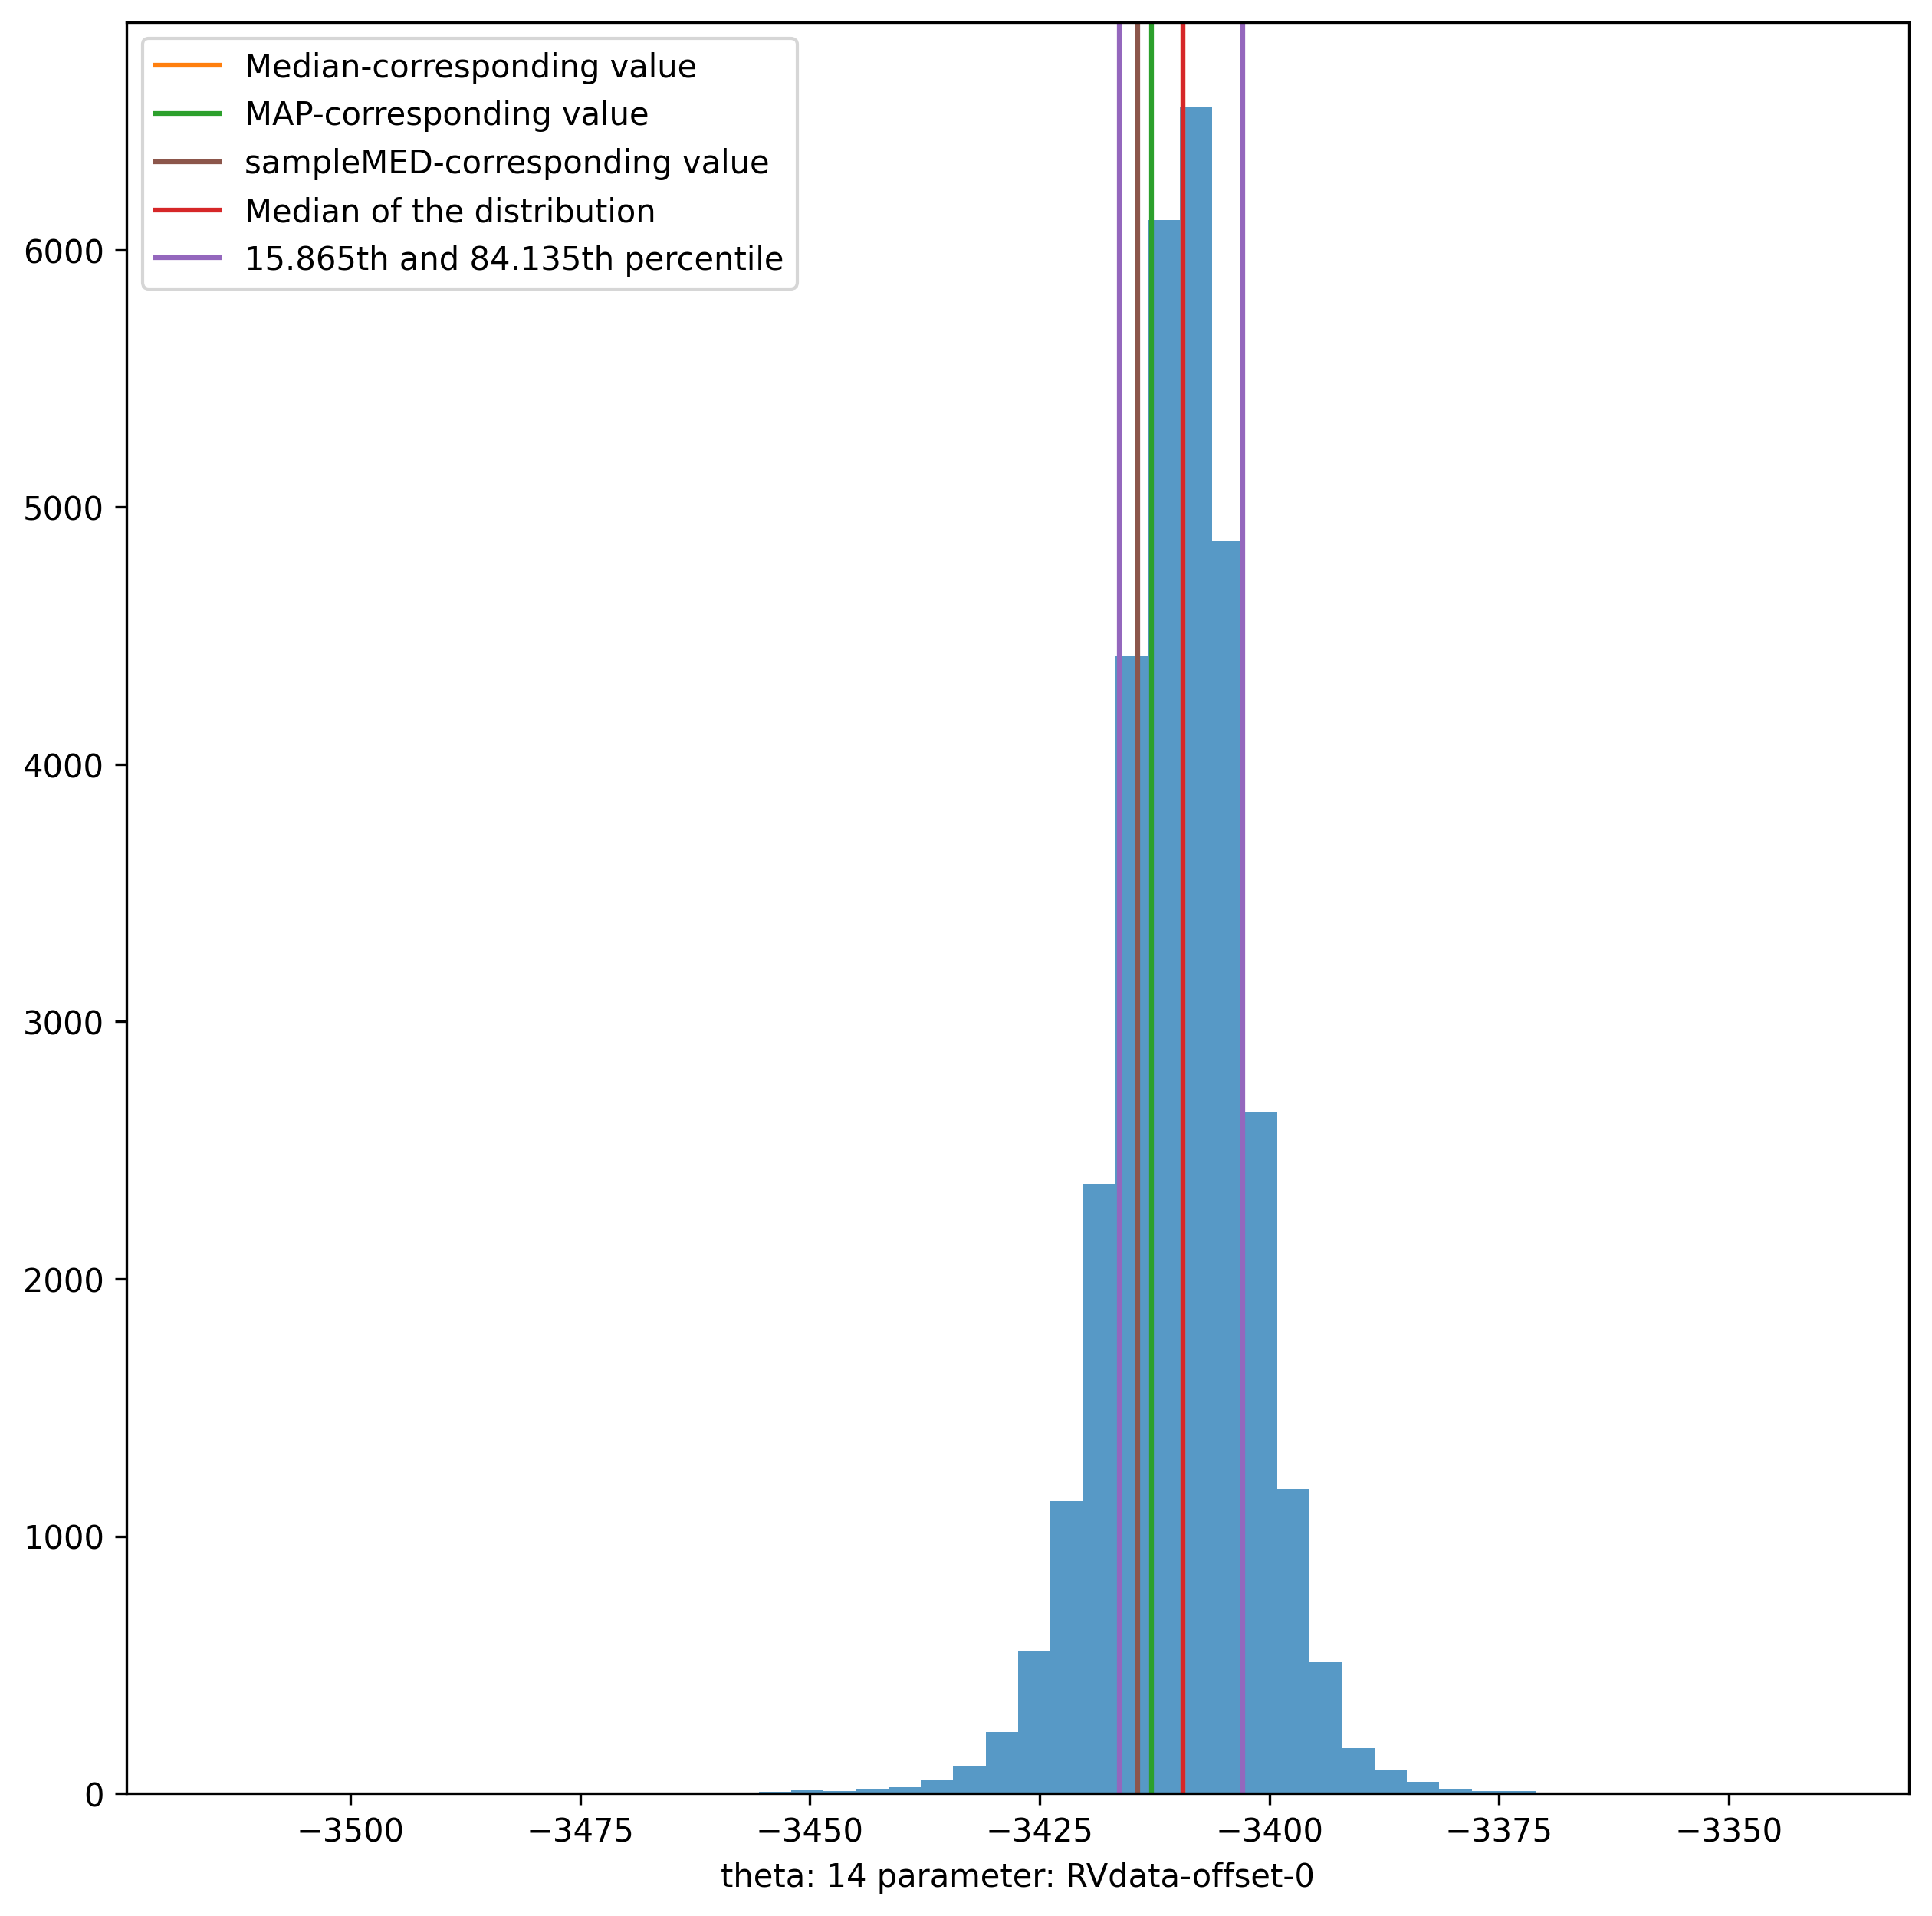 Median-corresponding value
MAP-corresponding value
sampleMED-corresponding value
Median of the distribution
15.865th and 84.135th percentile
6000
5000
4000
3000
2000
1000
0
−3500 −3475 −3450 −3425 −3400 −3375 −3350
theta: 14 parameter: RVdata-offset-0